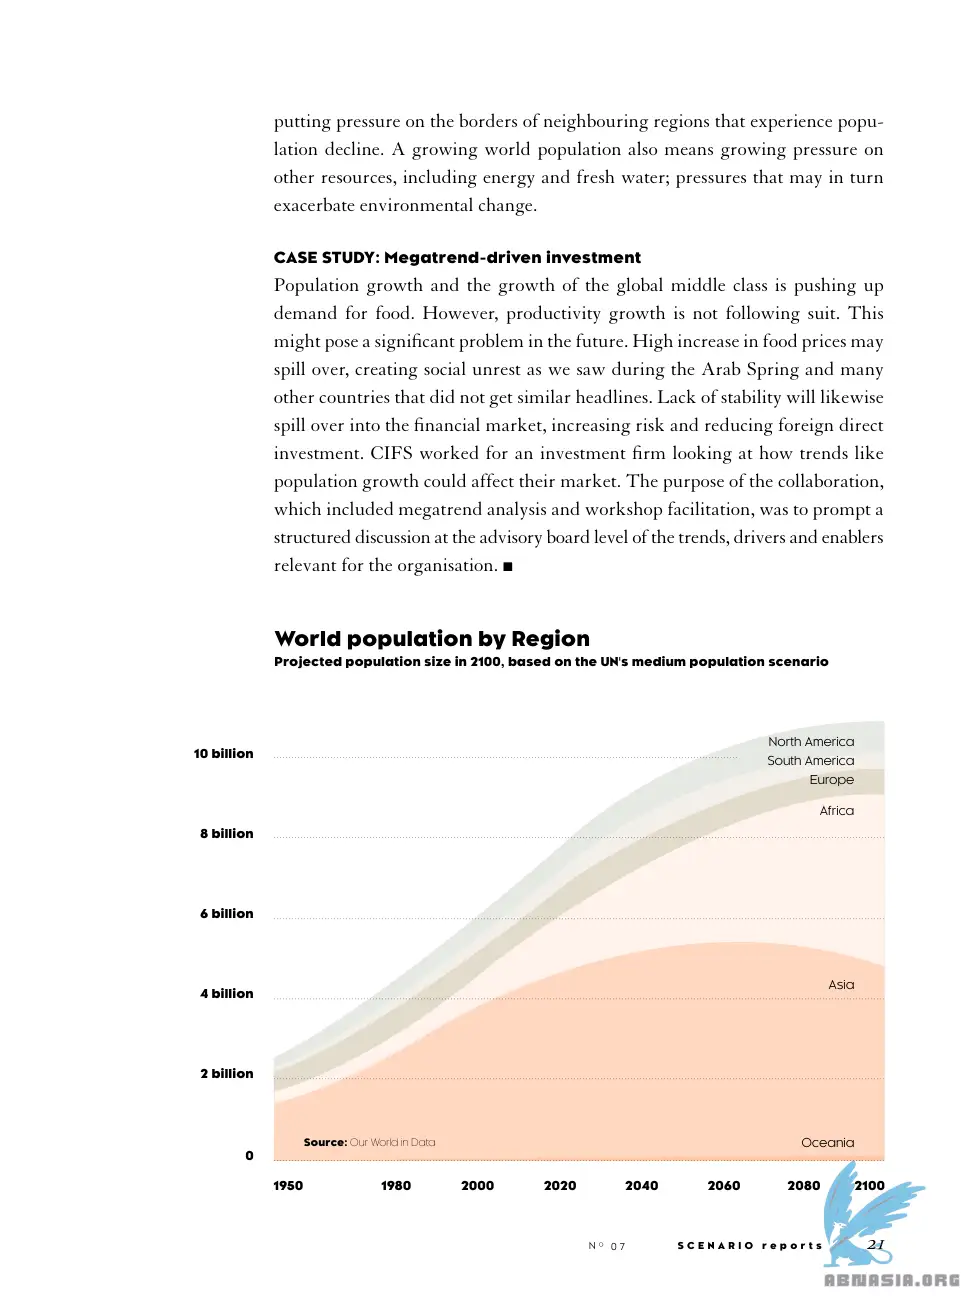 putting pressure on the borders of neighbouring regions that experience popu-
lation decline. A growing world population also means growing pressure on
other resources, including energy and fresh water; pressures that may in turn
exacerbate environmental change.
CASE STUDY: Megatrend-driven investment
Population growth and the growth of the global middle class is pushing up
demand for food. However, productivity growth is not following suit. This
might pose a significant problem in the future. High increase in food prices may
spill over, creating social unrest as we saw during the Arab Spring and many
other countries that did not get similar headlines. Lack of stability will likewise
spill over into the financial market, increasing risk and reducing foreign direct
investment. CIFS worked for an investment firm looking at how trends like
population growth could affect their market. The purpose of the collaboration,
which included megatrend analysis and workshop facilitation, was to prompt a
structured discussion at the advisory board level of the trends, drivers and enablers
relevant for the organisation. ■
World population by Region
Projected population size in 2100, based on the UN's medium population scenario
North America
10 billion
South America
Europe
Africa
8 billion
6 billion
Asia
4 billion
2 billion
Source: Our World in Data
Oceania
0
1950 1980 2000 2020 2040 2060 2080 2100
Nº 07 SCENARIO reports 21
ABNASIA.ORG